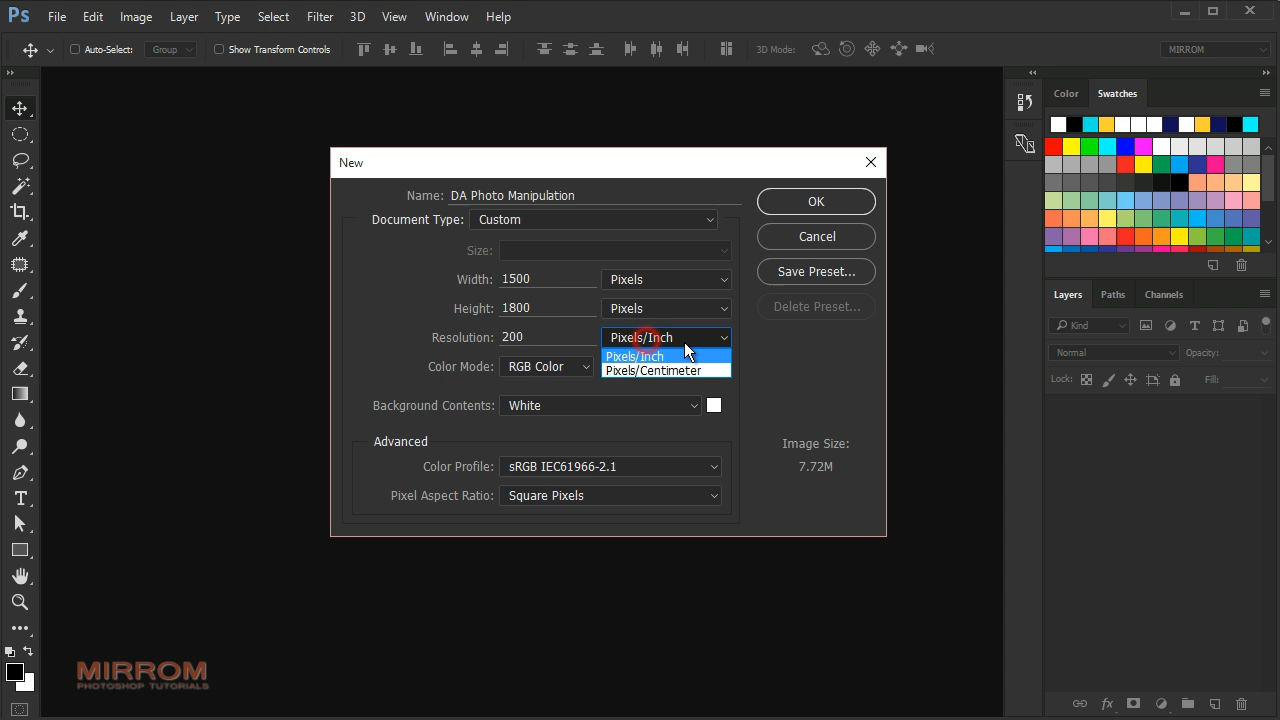 Ps File Edit Image Layer Type Select Filter 3D View Window Help
Auto-Select: Group Show Transform Controls 3D Mode: MIRROM
Color Swatches
New
Name: DA Photo Manipulation
OK
Document Type: Custom
Cancel
Size:
Width: 1500 Pixels
Save Preset...
Height: 1800 Pixels
Delete Preset...
Resolution: 200 Pixels/Inch
Pixels/Inch
Pixels/Centimeter
Color Mode: RGB Color
Background Contents: White
Advanced
Image Size:
7.72M
Color Profile: sRGB IEC61966-2.1
Pixel Aspect Ratio: Square Pixels
Layers Paths Channels
Kind
Normal Opacity:
Lock: Fill:
fx
MIRROM
PHOTOSHOP TUTORIALS